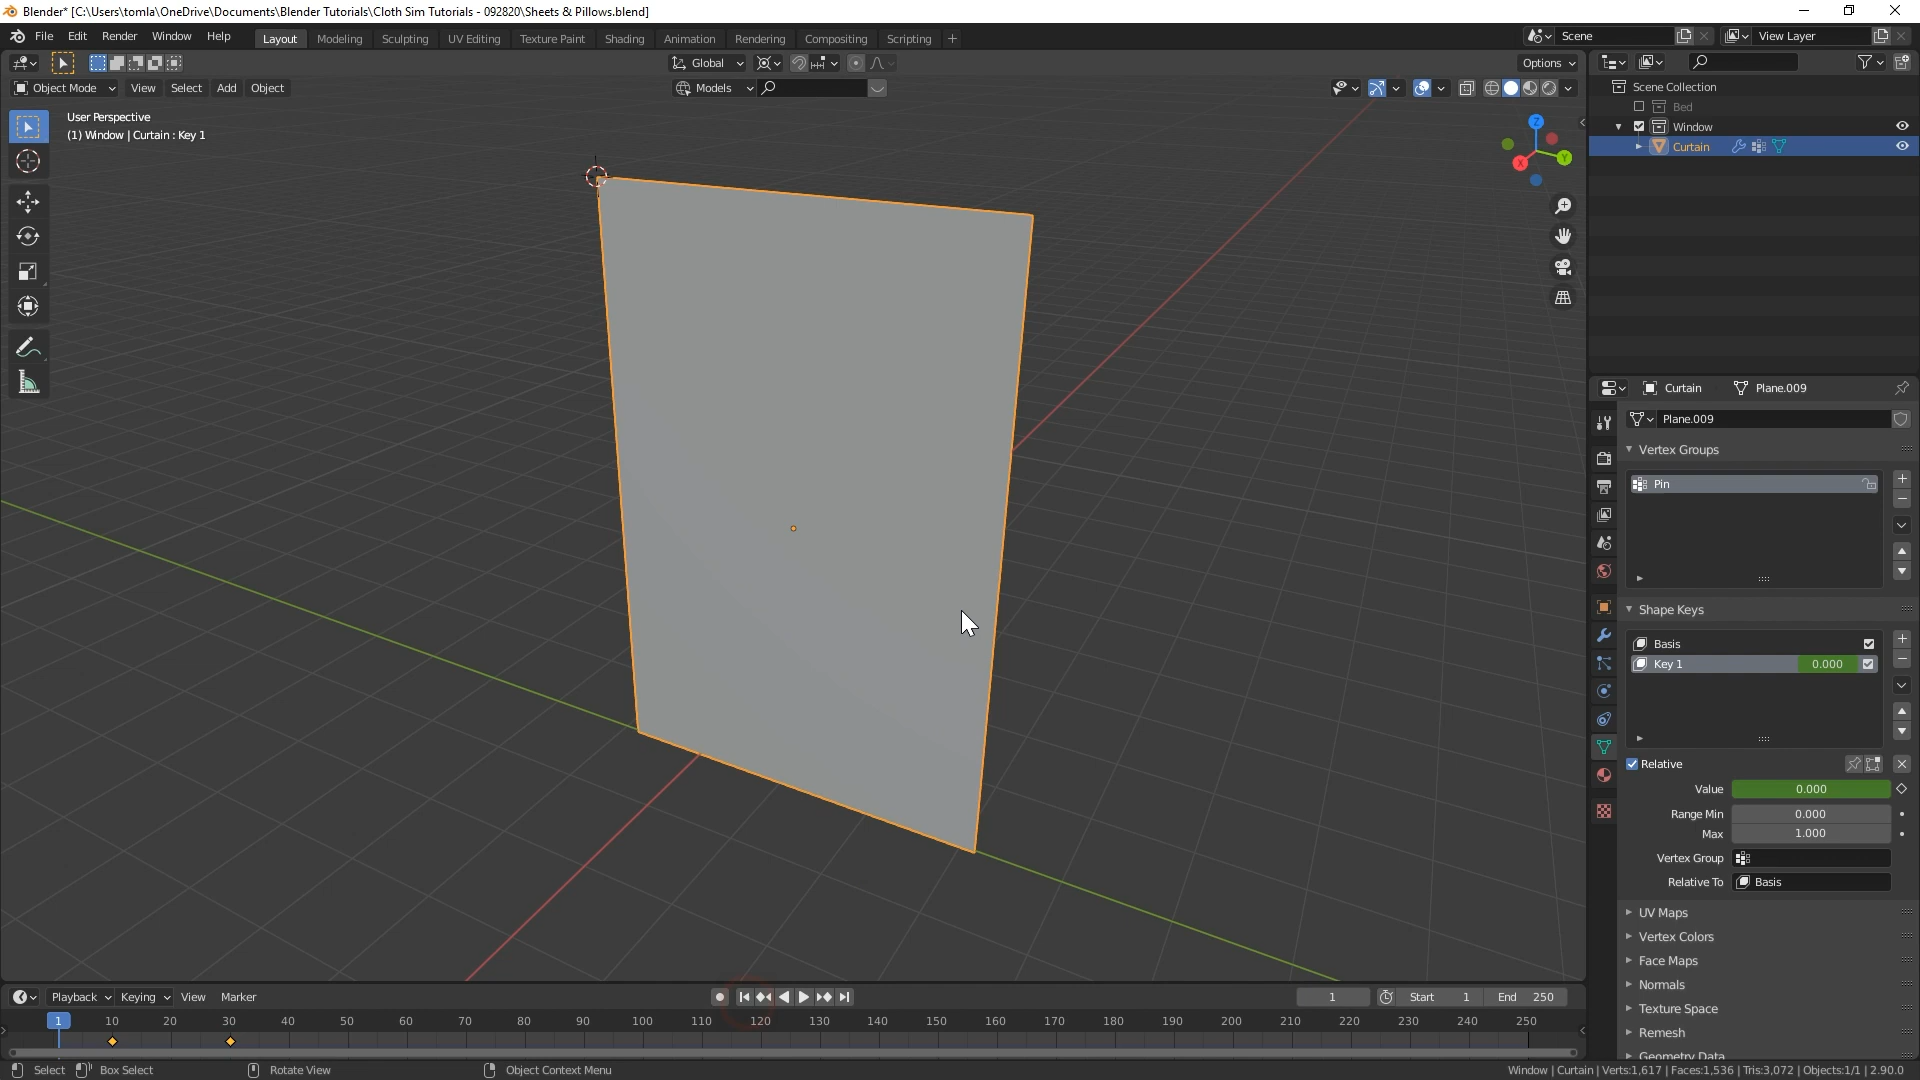 Blender* [C:\Users\tomla\OneDrive\Documents\Blender Tutorials\Cloth Sim Tutorials - 092820\Sheets & Pillows.blend]
File Edit Render Window Help Layout Modeling Sculpting UV Editing Texture Paint Shading Animation Rendering Compositing Scripting + Scene View Layer
Global Options
Object Mode View Select Add Object Models
User Perspective
(1) Window | Curtain : Key 1
Z
Y
X
Scene Collection
Bed
Window
Curtain
Curtain Plane.009
Plane.009
Vertex Groups
Pin
Shape Keys
Basis
Key 1 0.000
Relative
Value 0.000
Range Min 0.000
Max 1.000
Vertex Group
Relative To Basis
UV Maps
Vertex Colors
Face Maps
Normals
Texture Space
Remesh
Geometry Data
Playback Keying View Marker 1 Start 1 End 250
1 10 20 30 40 50 60 70 80 90 100 110 120 130 140 150 160 170 180 190 200 210 220 230 240 250
Select Box Select Rotate View Object Context Menu Window | Curtain | Verts:1,617 | Faces:1,536 | Tris:3,072 | Objects:1/1 | 2.90.0